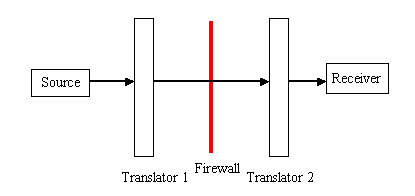 Source
Receiver
Translator 1
Firewall
Translator 2